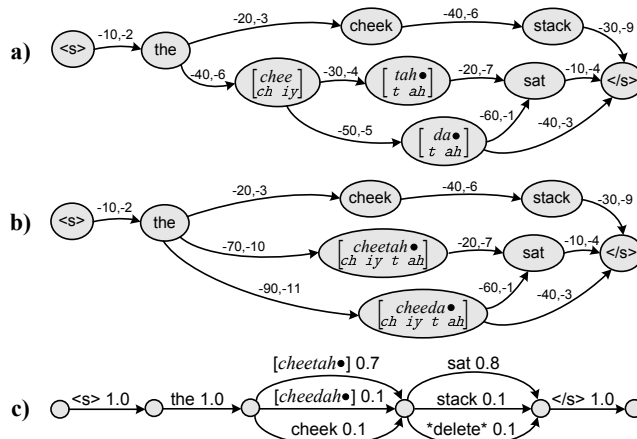 a)
<s>
-10,-2
the
-20,-3
cheek
-40,-6
stack
-30,-9
</s>
-40,-6
[chee
ch iy]
-30,-4
[tah●
t ah]
-20,-7
sat
-10,-4
-50,-5
[da●
t ah]
-60,-1
-40,-3
b)
<s>
-10,-2
the
-20,-3
cheek
-40,-6
stack
-30,-9
</s>
-70,-10
[cheetah●
ch iy t ah]
-20,-7
sat
-10,-4
-90,-11
[cheeda●
ch iy t ah]
-60,-1
-40,-3
c)
<s> 1.0
the 1.0
[cheetah●] 0.7
[cheedah●] 0.1
cheek 0.1
sat 0.8
stack 0.1
*delete* 0.1
</s> 1.0